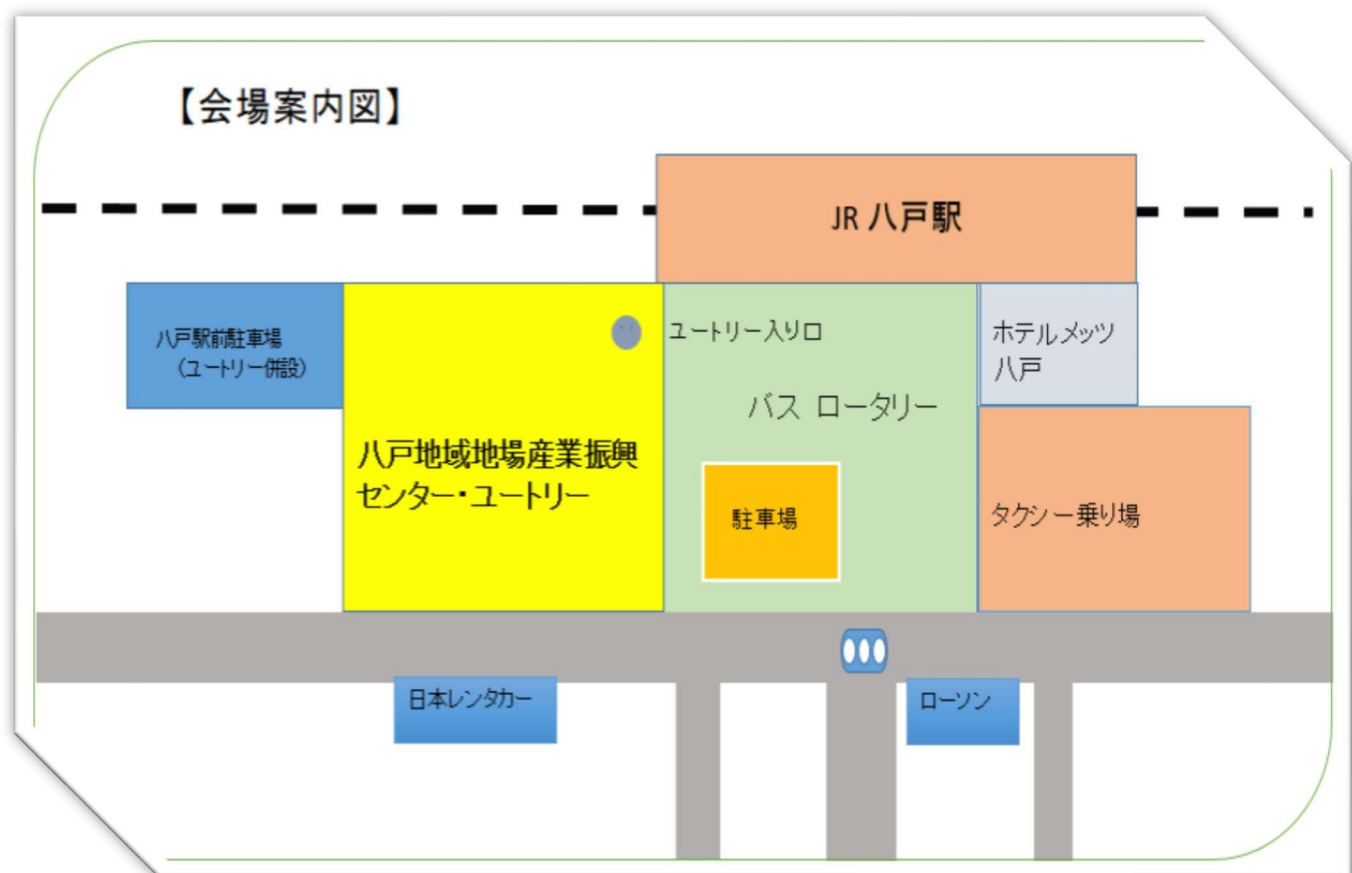 【会場案内図】
JR 八戸駅
八戸駅前駐車場
（ユートリー併設）
ユートリー入り口
ホテルメッツ
八戸
バス ロータリー
八戸地域地場産業振興
センター・ユートリー
駐車場
タクシー乗り場
日本レンタカー
ローソン